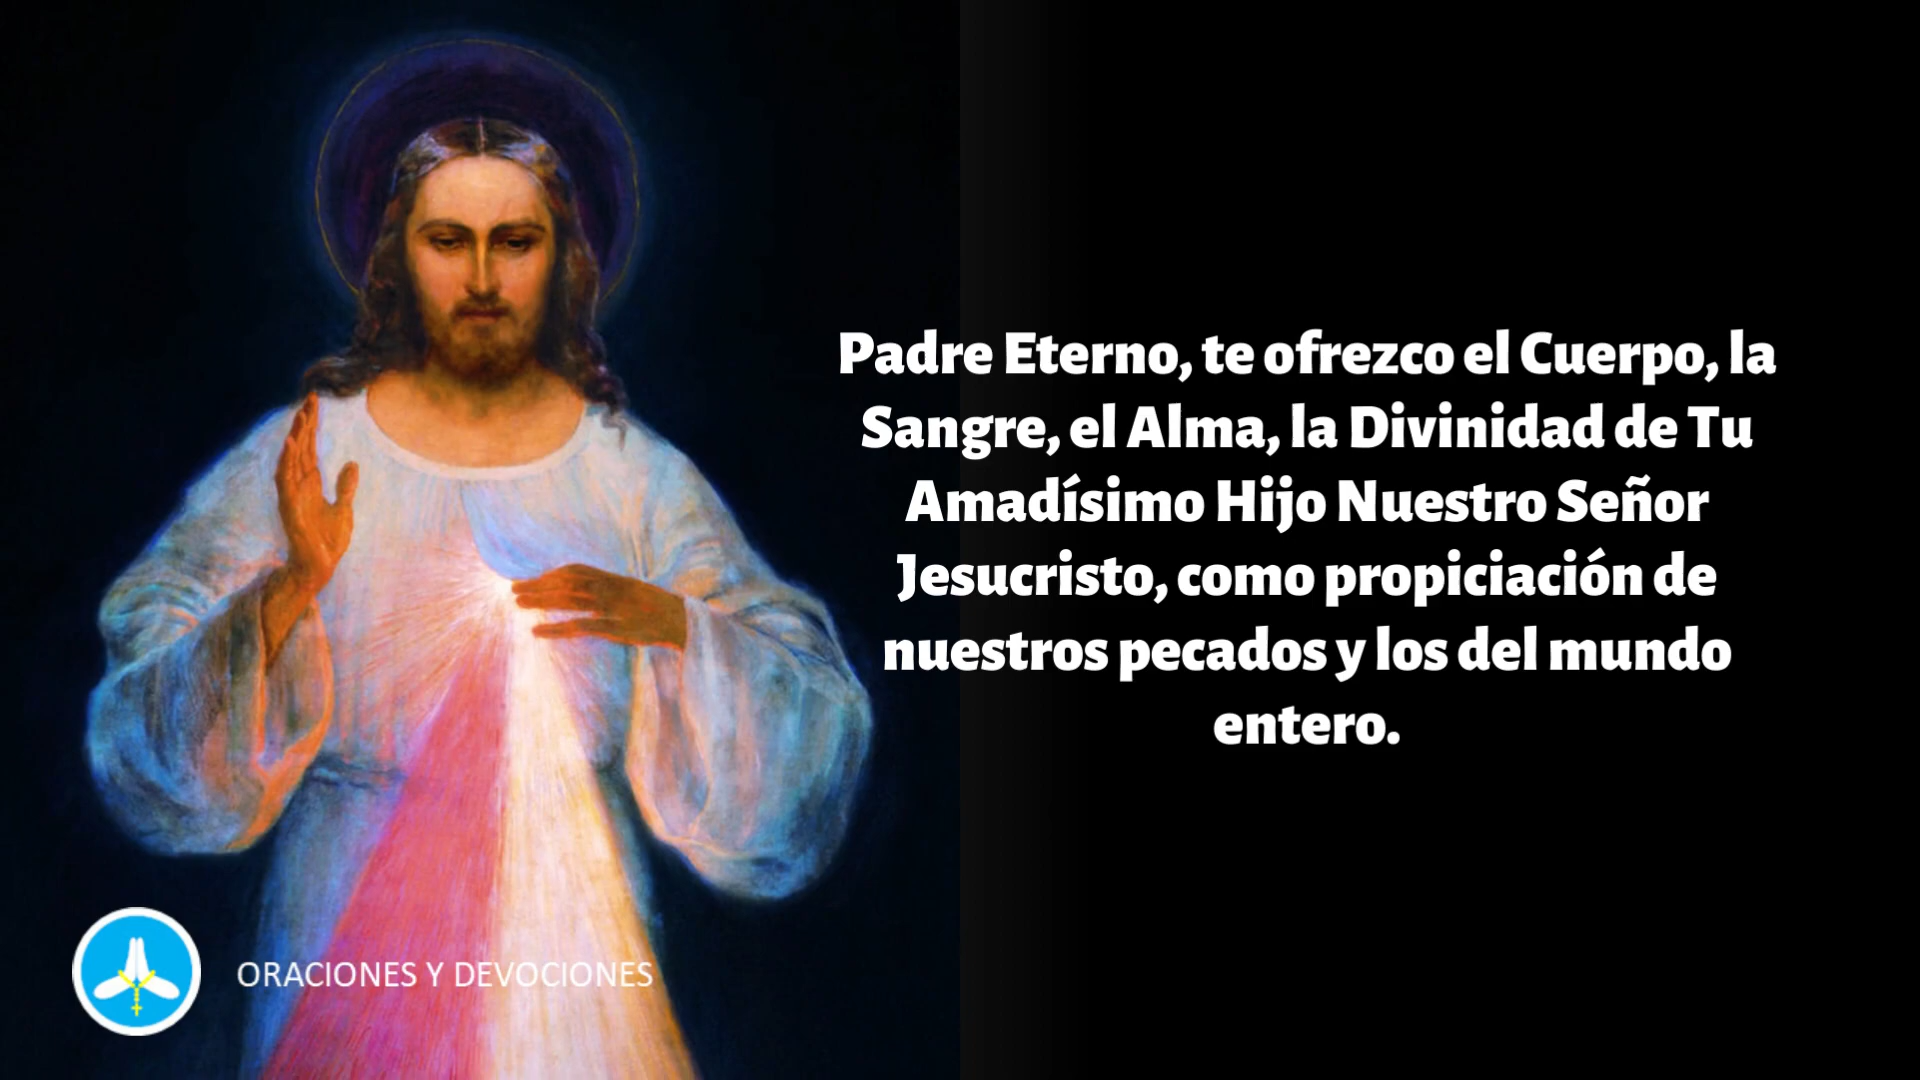 Padre Eterno, te ofrezco el Cuerpo, la
Sangre, el Alma, la Divinidad de Tu
Amadísimo Hijo Nuestro Señor
Jesucristo, como propiciación de
nuestros pecados y los del mundo
entero.
ORACIONES Y DEVOCIONES